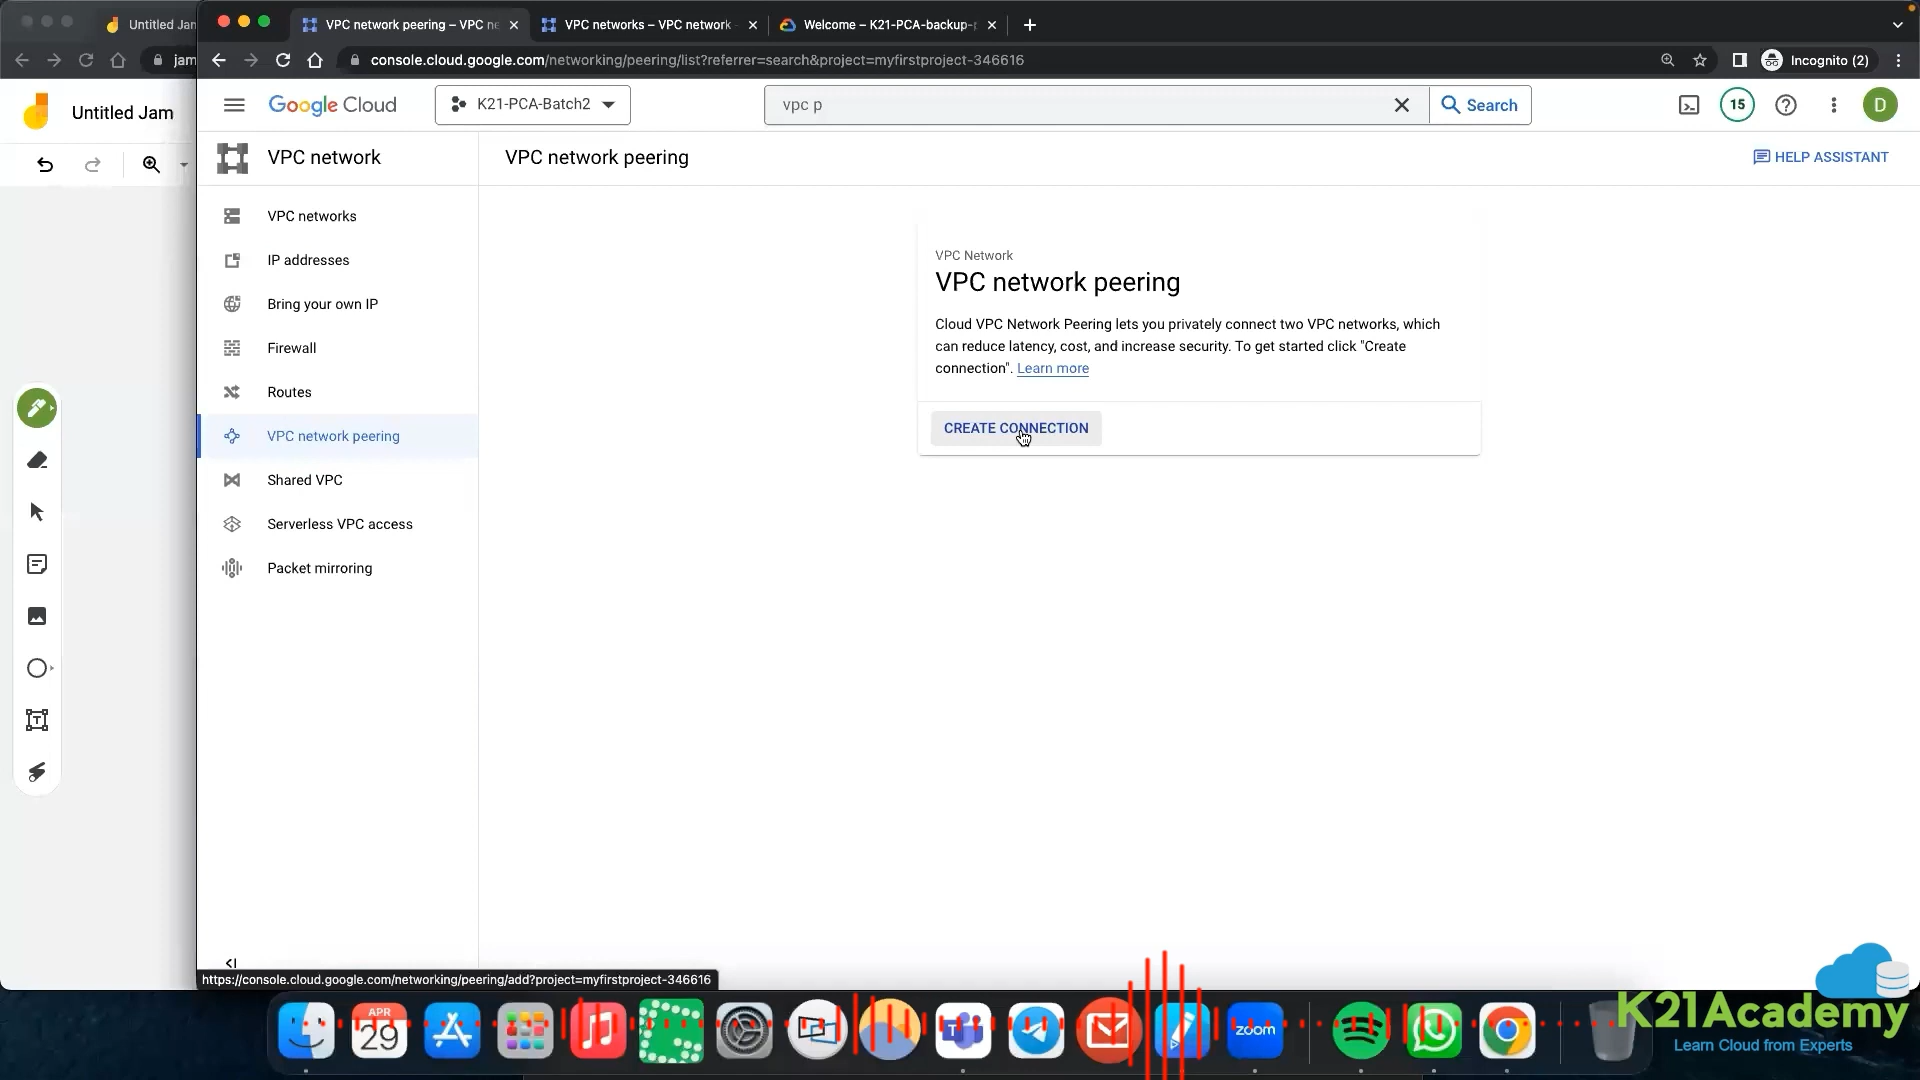 Untitled Jam
VPC network peering – VPC ne
VPC networks – VPC network
Welcome – K21-PCA-backup-
jam
console.cloud.google.com/networking/peering/list?referrer=search&project=myfirstproject-346616
Incognito (2)
Untitled Jam
Google Cloud
K21-PCA-Batch2
vpc p
Search
15
D
VPC network
VPC network peering
HELP ASSISTANT
VPC networks
IP addresses
Bring your own IP
Firewall
Routes
VPC network peering
Shared VPC
Serverless VPC access
Packet mirroring
VPC Network
VPC network peering
Cloud VPC Network Peering lets you privately connect two VPC networks, which
can reduce latency, cost, and increase security. To get started click "Create
connection". Learn more
CREATE CONNECTION
https://console.cloud.google.com/networking/peering/add?project=myfirstproject-346616
APR
29
zoom
K21Academy
Learn Cloud from Experts